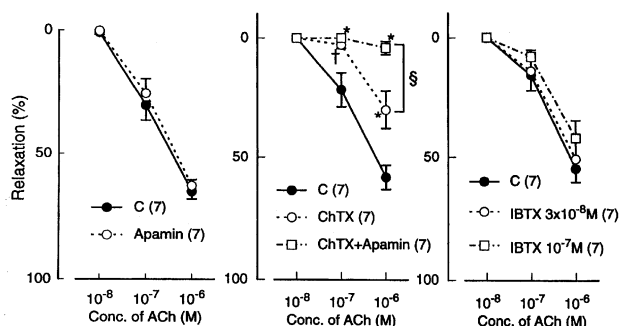 Relaxation (%)
0
50
100
C (7)
Apamin (7)
10-8 10-7 10-6
Conc. of ACh (M)
0
50
100
*
*
†
*
§
C (7)
ChTX (7)
ChTX+Apamin (7)
10-8 10-7 10-6
Conc. of ACh (M)
0
50
100
C (7)
IBTX 3x10-8M (7)
IBTX 10-7M (7)
10-8 10-7 10-6
Conc. of ACh (M)